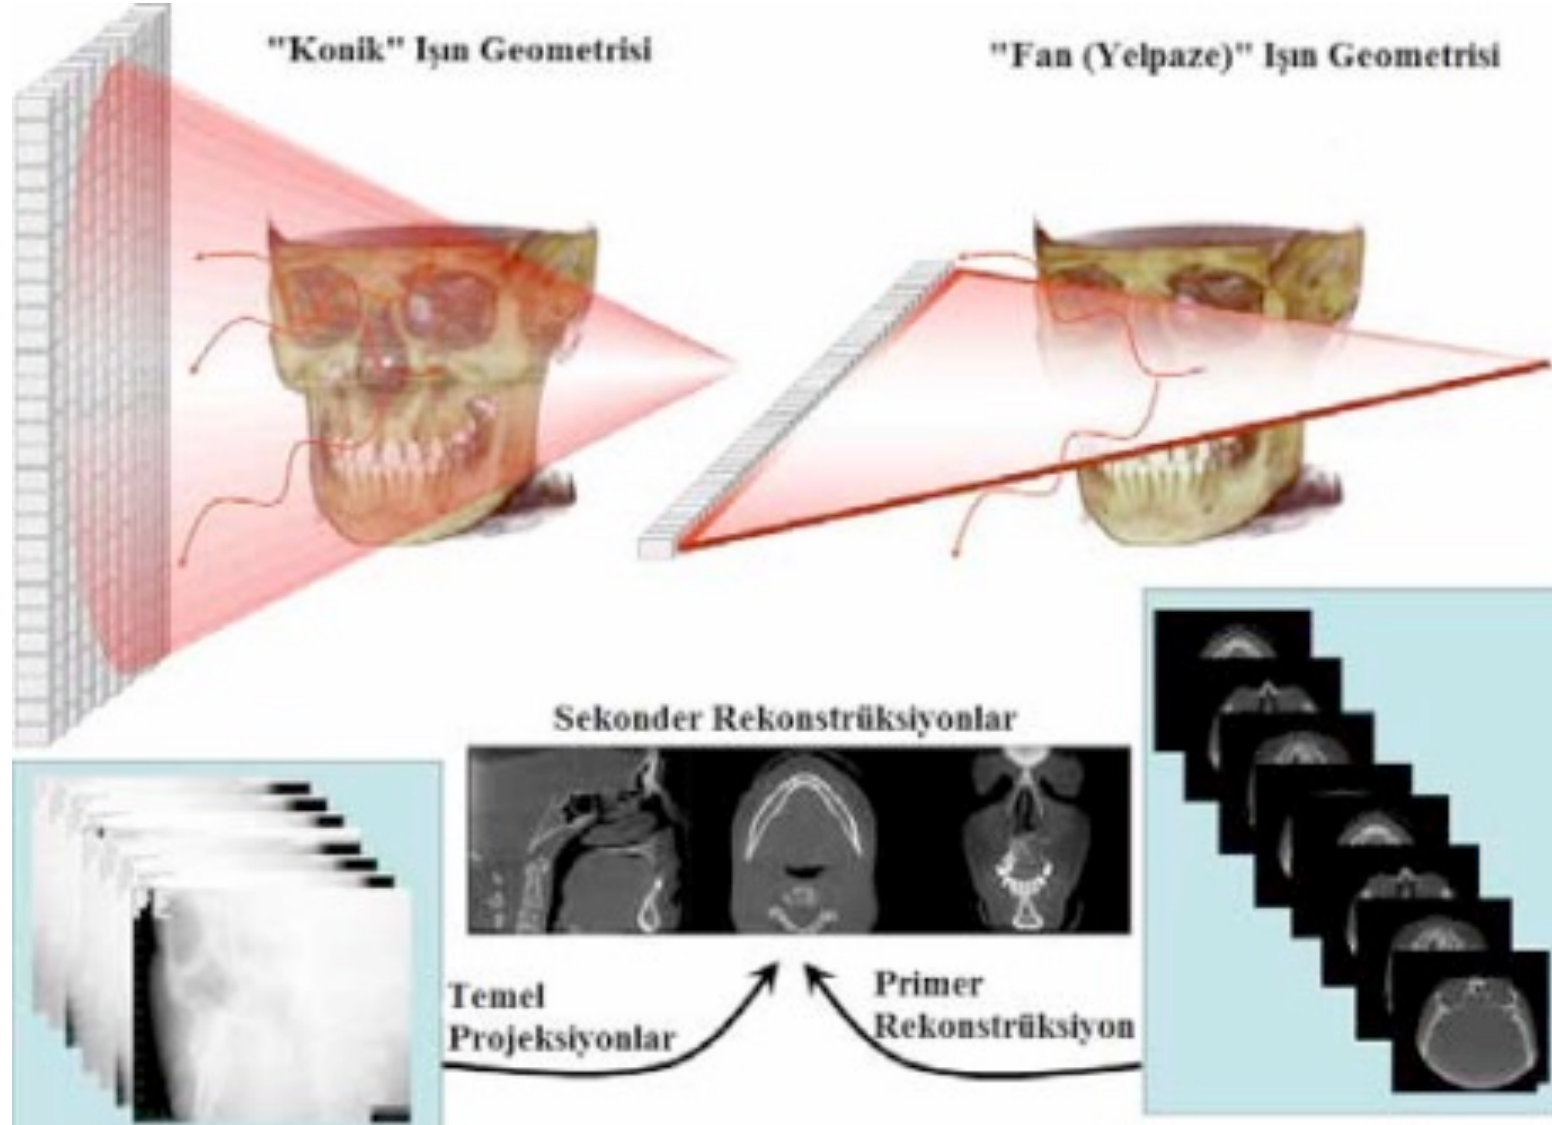 "Konik" Işın Geometrisi
"Fan (Yelpaze)" Işın Geometrisi
Sekonder Rekonstrüksiyonlar
Temel
Projeksiyonlar
Primer
Rekonstrüksiyon